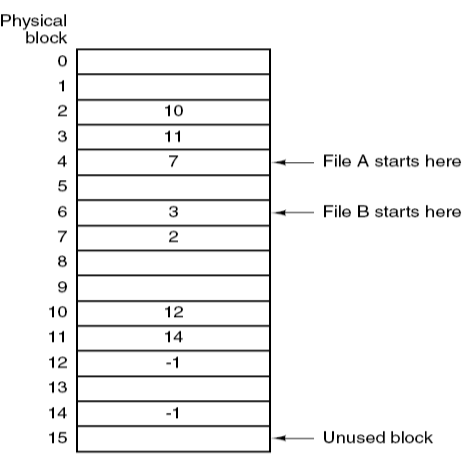 Physical
block
0
1
2 10
3 11
4 7 File A starts here
5
6 3 File B starts here
7 2
8
9
10 12
11 14
12 -1
13
14 -1
15 Unused block